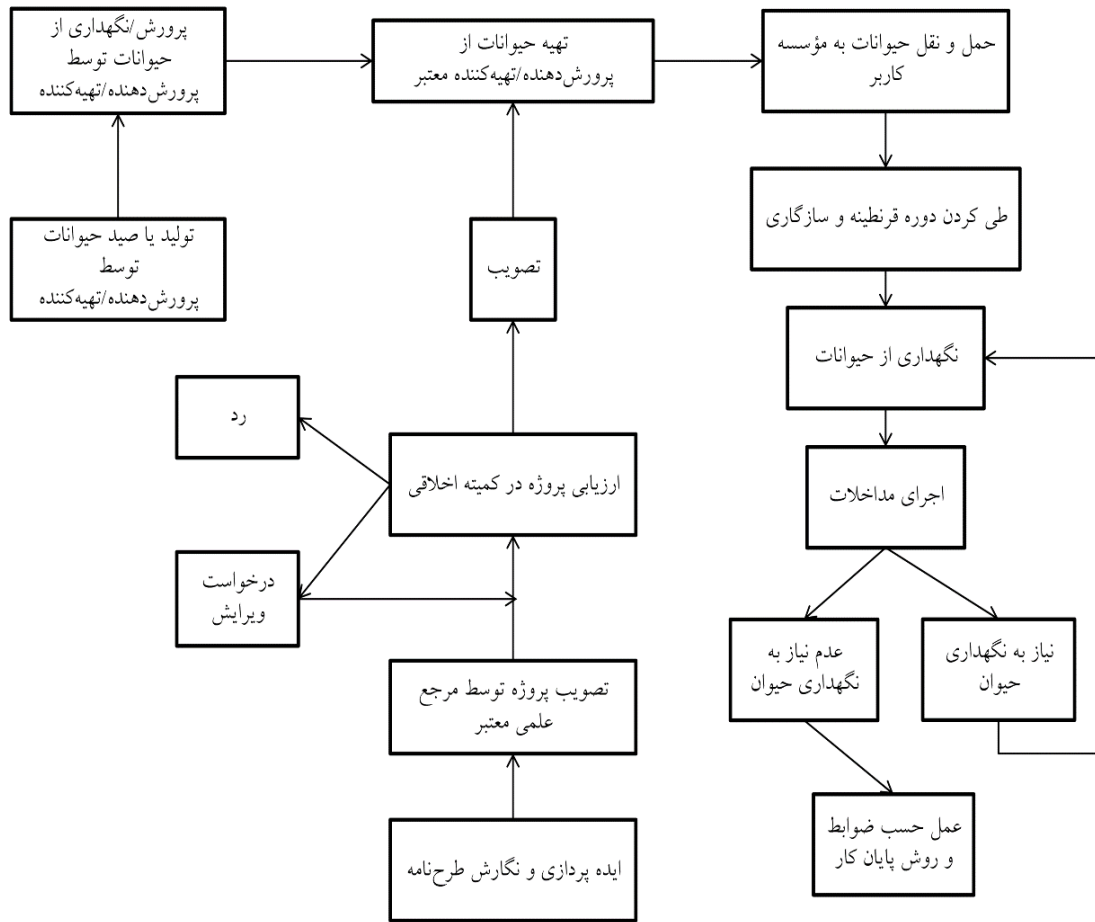 پرورش/نگهداری از
حیوانات توسط
پرورش‌دهنده/تهیه‌کننده
تهیه حیوانات از
پرورش‌دهنده/تهیه‌کننده معتبر
حمل و نقل حیوانات به مؤسسه
کاربر
تولید یا صید حیوانات
توسط
پرورش‌دهنده/تهیه‌کننده
تصویب
طی کردن دوره قرنطینه و سازگاری
نگهداری از حیوانات
رد
ارزیابی پروژه در کمیته اخلاقی
اجرای مداخلات
درخواست
ویرایش
عدم نیاز به
نگهداری حیوان
نیاز به نگهداری
حیوان
تصویب پروژه توسط مرجع
علمی معتبر
عمل حسب ضوابط
و روش پایان کار
ایده پردازی و نگارش طرح‌نامه